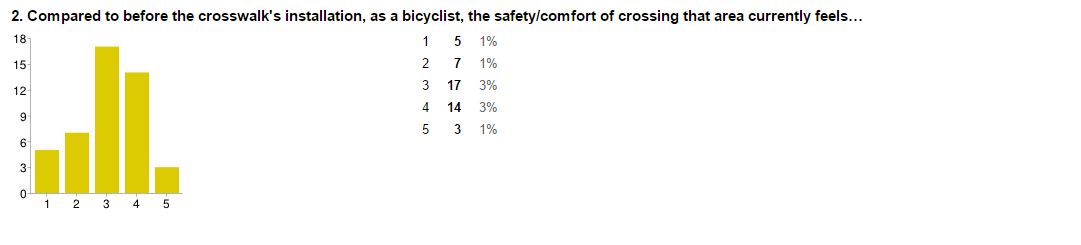 2. Compared to before the crosswalk's installation, as a bicyclist, the safety/comfort of crossing that area currently feels…
18
15
12
9
6
3
0
1 2 3 4 5
1 5 1%
2 7 1%
3 17 3%
4 14 3%
5 3 1%